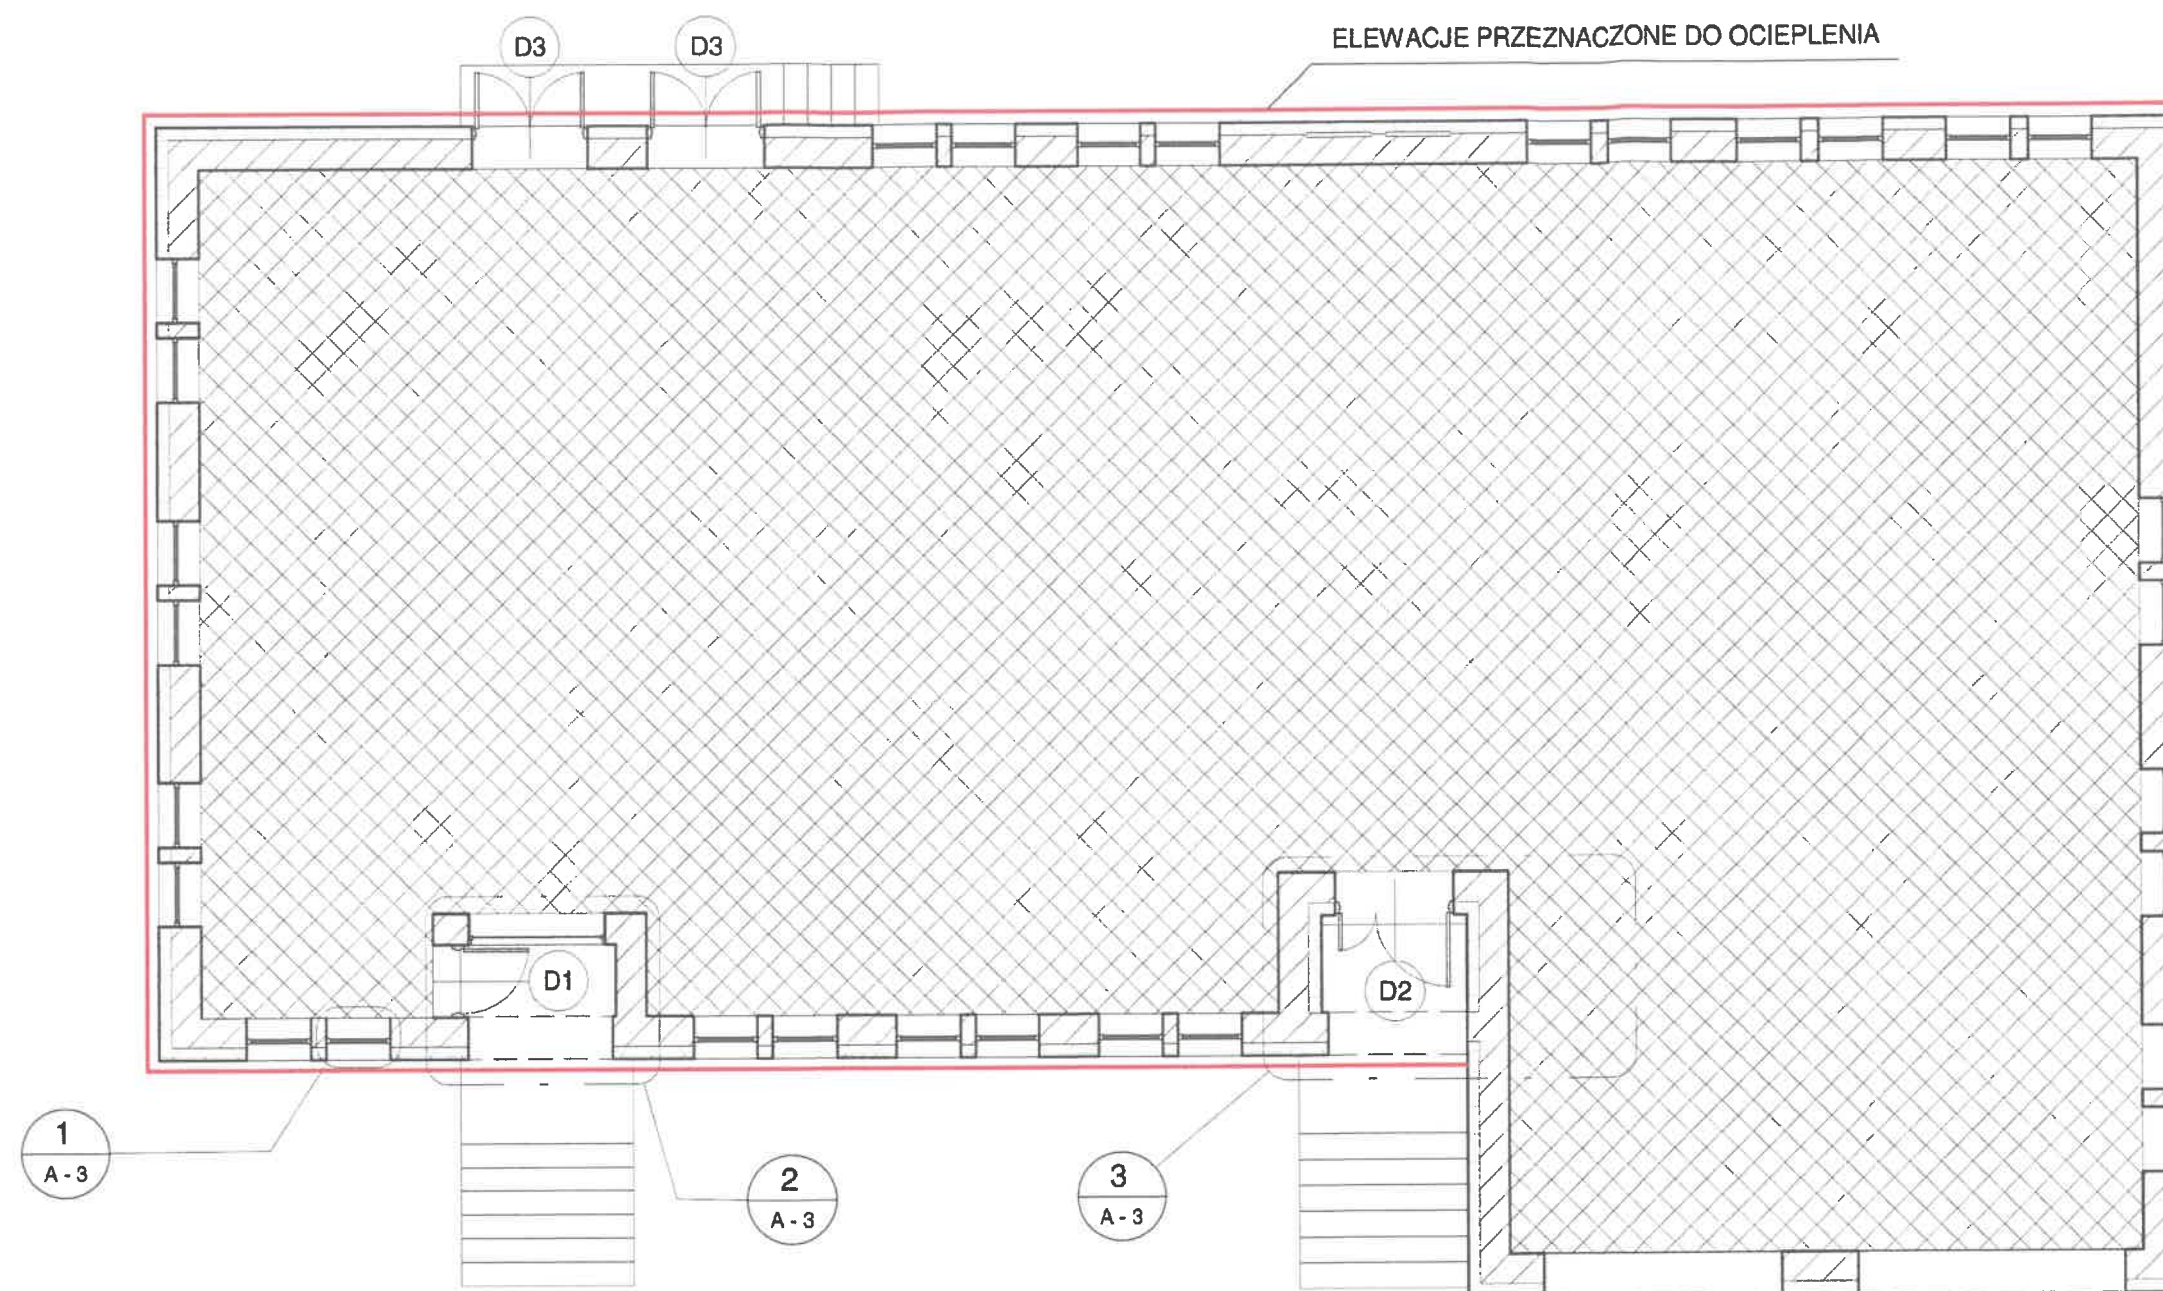 D3
D3
ELEWACJE PRZEZNACZONE DO OCIEPLENIA
D1
D2
1
A - 3
2
A - 3
3
A - 3